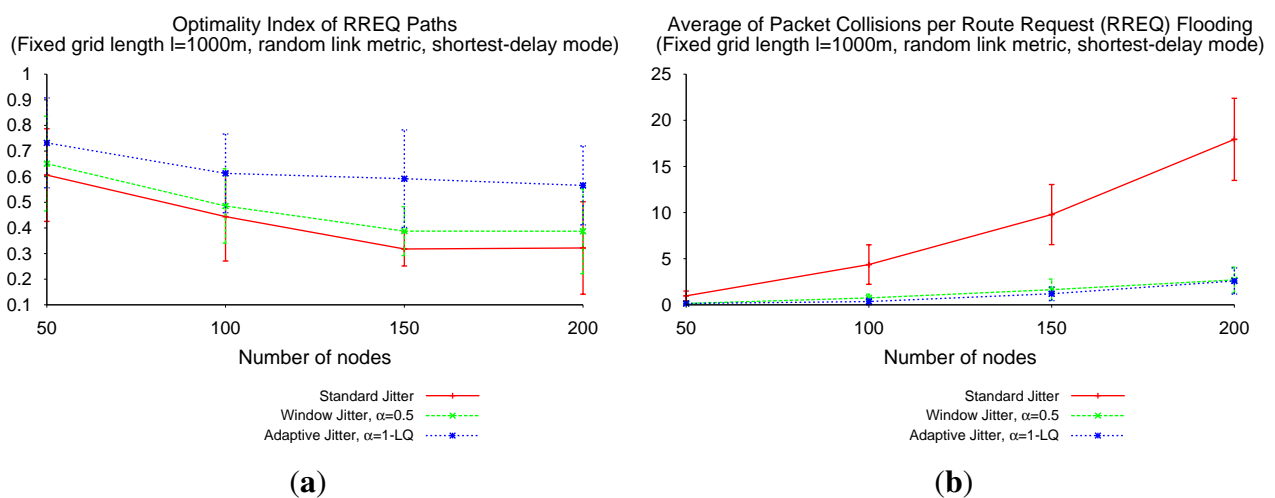 Optimality Index of RREQ Paths
(Fixed grid length l=1000m, random link metric, shortest-delay mode)
1
0.9
0.8
0.7
0.6
0.5
0.4
0.3
0.2
0.1
50
100
150
200
Number of nodes
Standard Jitter
Window Jitter, α=0.5
Adaptive Jitter, α=1-LQ
(a)
Average of Packet Collisions per Route Request (RREQ) Flooding
(Fixed grid length l=1000m, random link metric, shortest-delay mode)
25
20
15
10
5
0
50
100
150
200
Number of nodes
Standard Jitter
Window Jitter, α=0.5
Adaptive Jitter, α=1-LQ
(b)